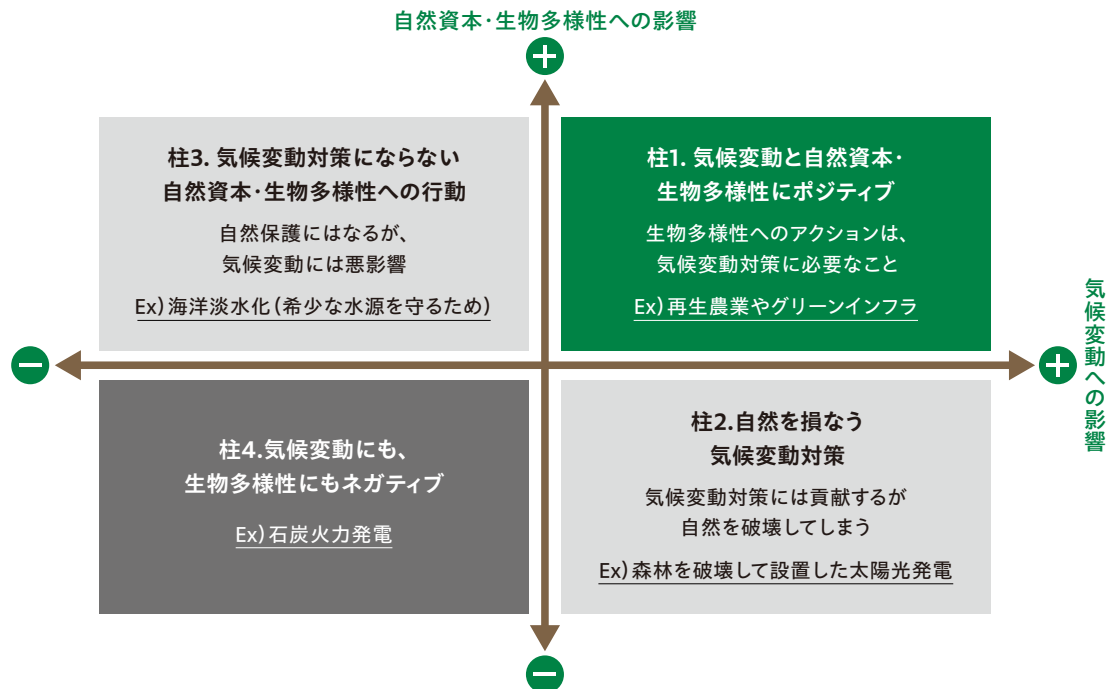 自然資本・生物多様性への影響
柱3. 気候変動対策にならない
自然資本・生物多様性への行動
自然保護にはなるが、
気候変動には悪影響
Ex)海洋淡水化(希少な水源を守るため)
柱1. 気候変動と自然資本・
生物多様性にポジティブ
生物多様性へのアクションは、
気候変動対策に必要なこと
Ex)再生農業やグリーンインフラ
気候変動への影響
柱4.気候変動にも、
生物多様性にもネガティブ
Ex)石炭火力発電
柱2.自然を損なう
気候変動対策
気候変動対策には貢献するが
自然を破壊してしまう
Ex)森林を破壊して設置した太陽光発電